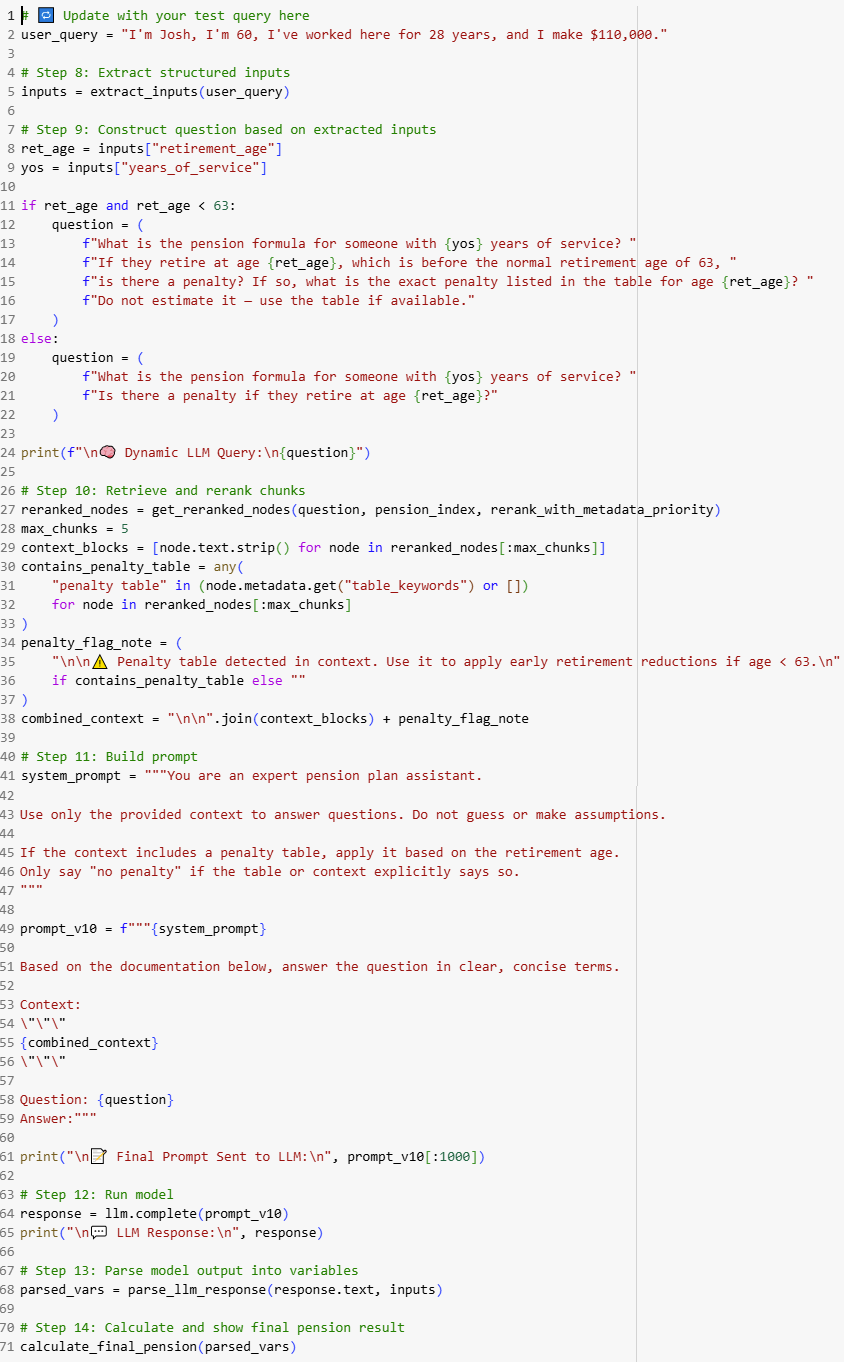 1 # 🔁 Update with your test query here
2 user_query = "I'm Josh, I'm 60, I've worked here for 28 years, and I make $110,000."
3
4 # Step 8: Extract structured inputs
5 inputs = extract_inputs(user_query)
6
7 # Step 9: Construct question based on extracted inputs
8 ret_age = inputs["retirement_age"]
9 yos = inputs["years_of_service"]
10
11 if ret_age and ret_age < 63:
12     question = (
13         f"What is the pension formula for someone with {yos} years of service? "
14         f"If they retire at age {ret_age}, which is before the normal retirement age of 63, "
15         f"is there a penalty? If so, what is the exact penalty listed in the table for age {ret_age}? "
16         f"Do not estimate it — use the table if available."
17     )
18 else:
19     question = (
20         f"What is the pension formula for someone with {yos} years of service? "
21         f"Is there a penalty if they retire at age {ret_age}?"
22     )
23
24 print(f"\n🧠 Dynamic LLM Query:\n{question}")
25
26 # Step 10: Retrieve and rerank chunks
27 reranked_nodes = get_reranked_nodes(question, pension_index, rerank_with_metadata_priority)
28 max_chunks = 5
29 context_blocks = [node.text.strip() for node in reranked_nodes[:max_chunks]]
30 contains_penalty_table = any(
31     "penalty table" in (node.metadata.get("table_keywords") or [])
32     for node in reranked_nodes[:max_chunks]
33 )
34 penalty_flag_note = (
35     "\n\n⚠️ Penalty table detected in context. Use it to apply early retirement reductions if age < 63.\n"
36     if contains_penalty_table else ""
37 )
38 combined_context = "\n\n".join(context_blocks) + penalty_flag_note
39
40 # Step 11: Build prompt
41 system_prompt = """You are an expert pension plan assistant.
42
43 Use only the provided context to answer questions. Do not guess or make assumptions.
44
45 If the context includes a penalty table, apply it based on the retirement age.
46 Only say "no penalty" if the table or context explicitly says so.
47 """
48
49 prompt_v10 = f"""{system_prompt}
50
51 Based on the documentation below, answer the question in clear, concise terms.
52
53 Context:
54 \"\"\"
55 {combined_context}
56 \"\"\"
57
58 Question: {question}
59 Answer:"""
60
61 print("\n📝 Final Prompt Sent to LLM:\n", prompt_v10[:1000])
62
63 # Step 12: Run model
64 response = llm.complete(prompt_v10)
65 print("\n💬 LLM Response:\n", response)
66
67 # Step 13: Parse model output into variables
68 parsed_vars = parse_llm_response(response.text, inputs)
69
70 # Step 14: Calculate and show final pension result
71 calculate_final_pension(parsed_vars)